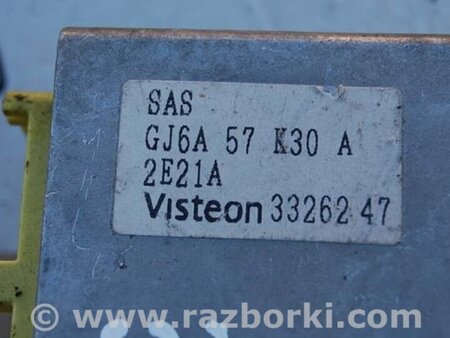 SAS
GJ6A 57 K30 A
2E21A
Visteon 33262 47
© www.razborki.com